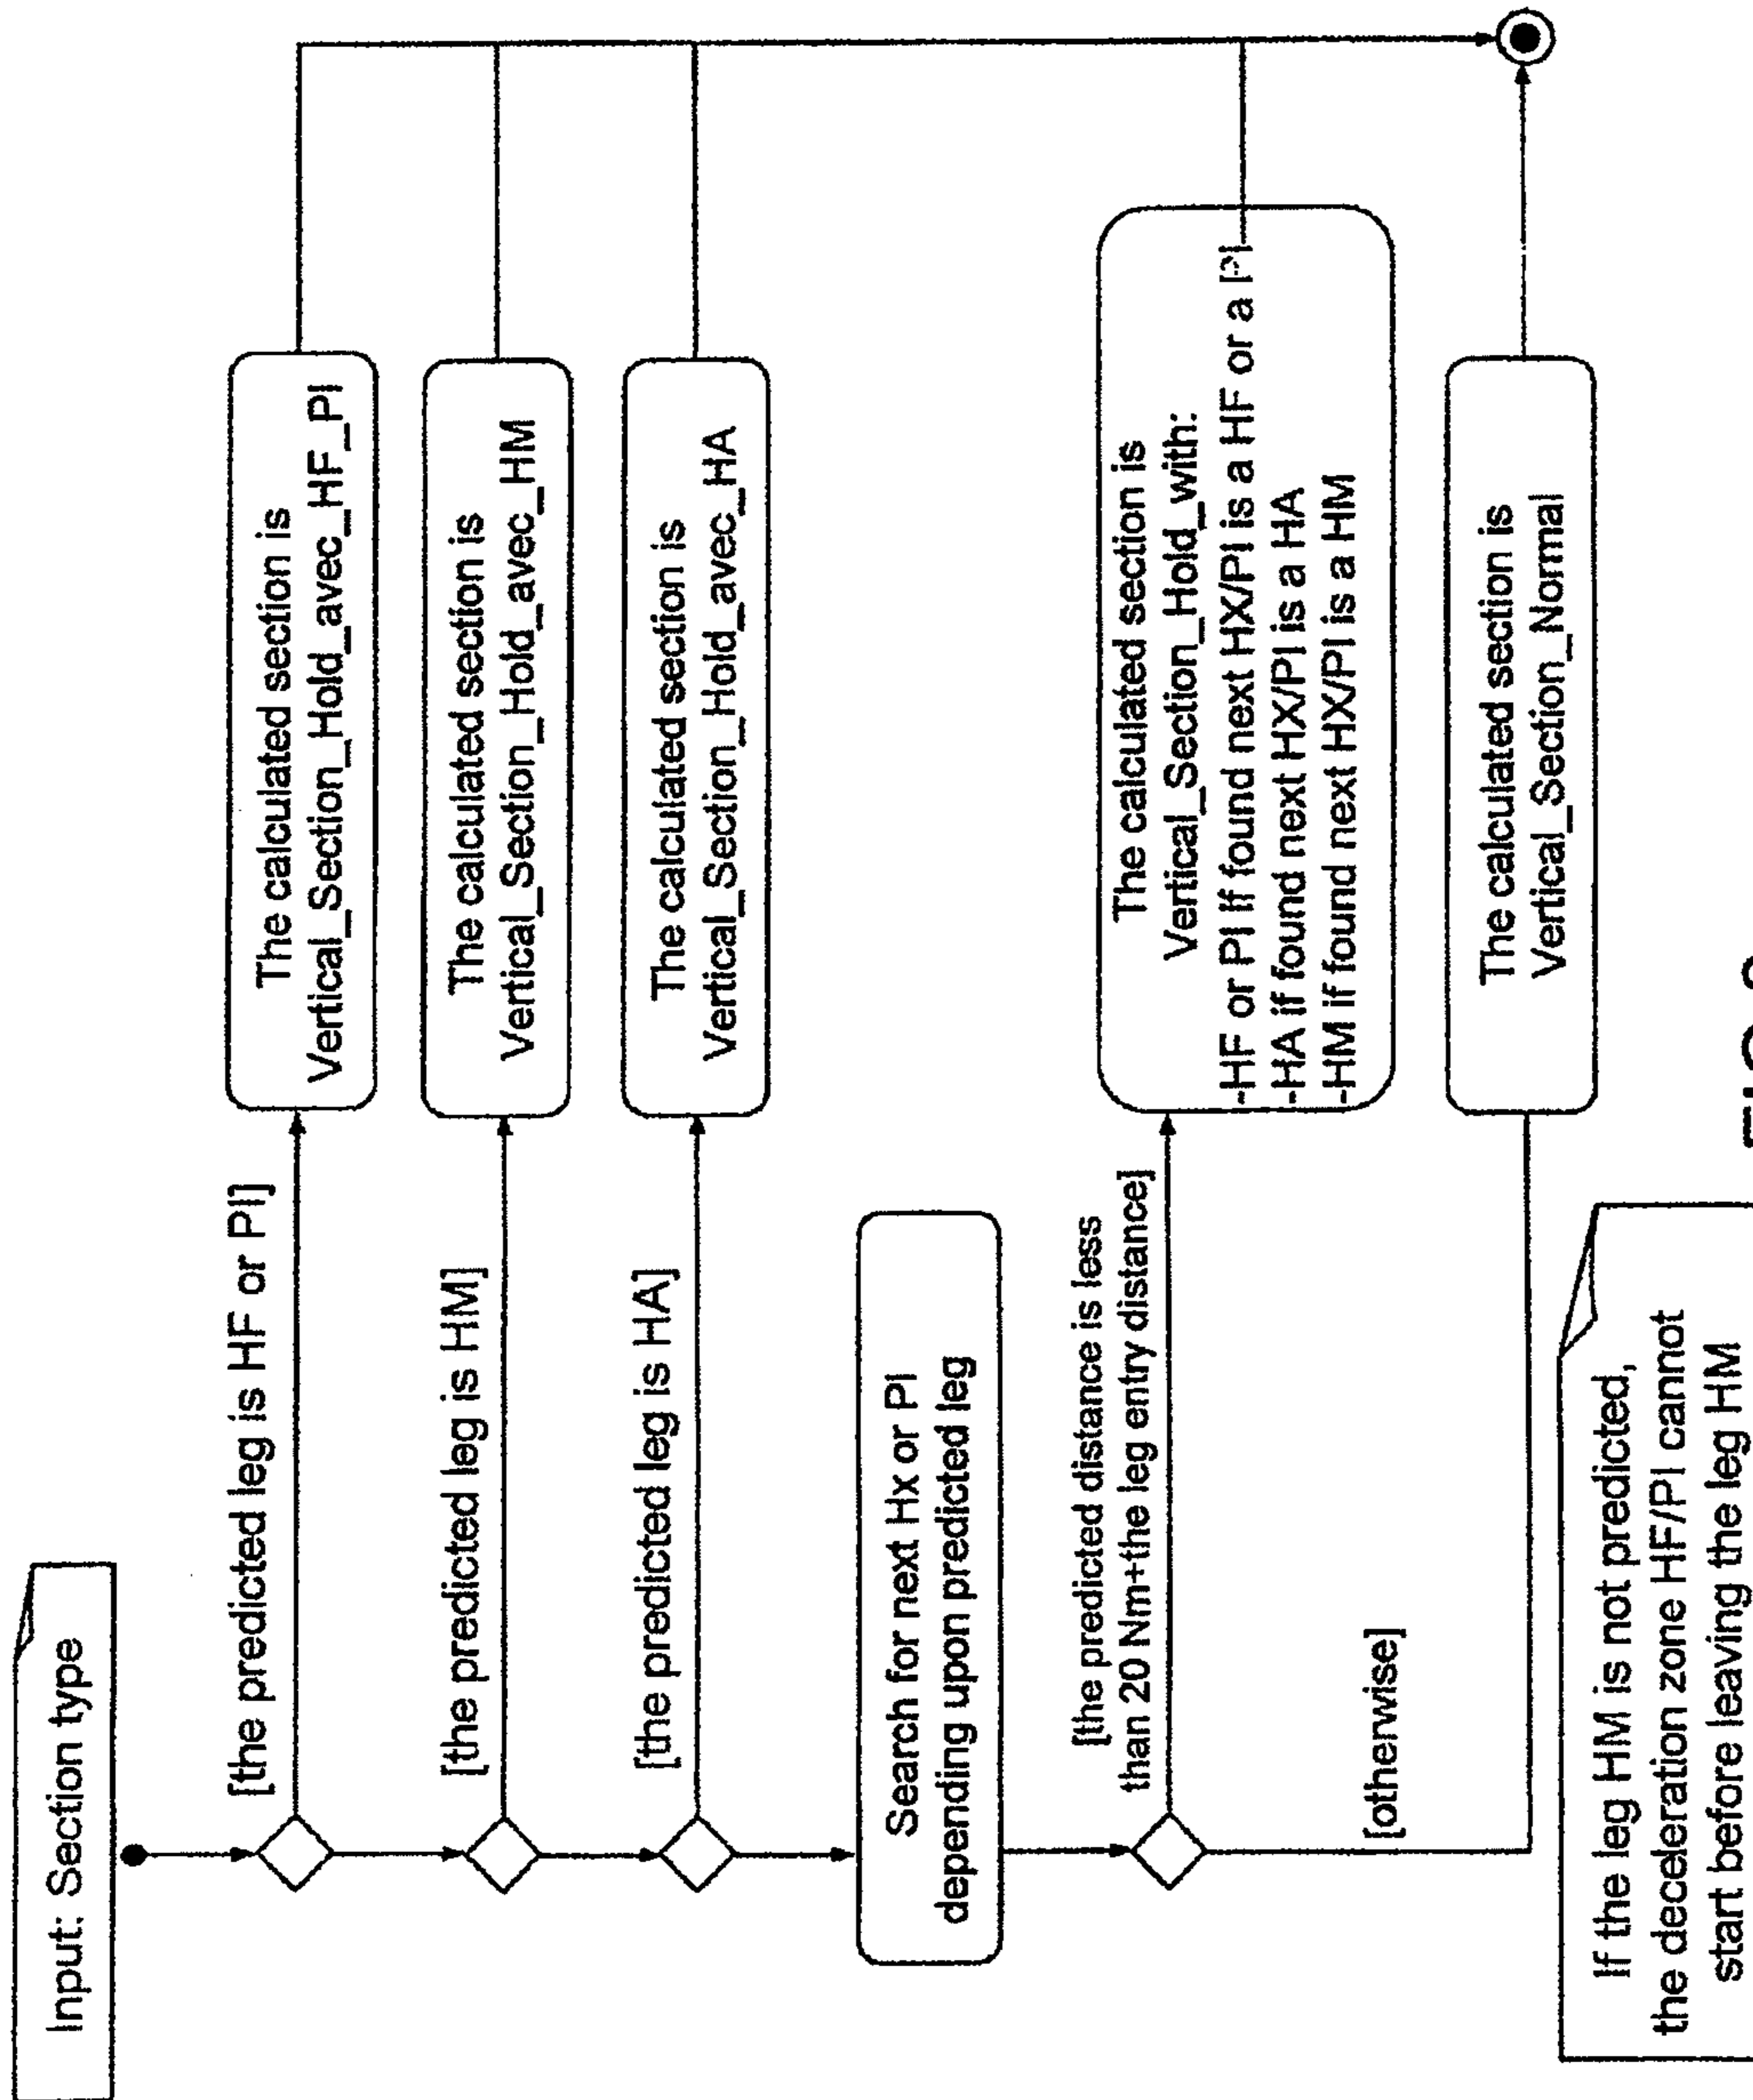 Input: Section type
[the predicted leg is HF or PI]
The calculated section is
Vertical_Section_Hold_avec_HF_PI
[the predicted leg is HM]
The calculated section is
Vertical_Section_Hold_avec_HM
[the predicted leg is HA]
The calculated section is
Vertical_Section_Hold_avec_HA
Search for next Hx or PI
depending upon predicted leg
[the predicted distance is less
than 20 Nm+the leg entry distance]
The calculated section is
Vertical_Section_Hold_with:
-HF or PI If found next HX/PI is a HF or a PI
-HA if found next HX/PI is a HA
-HM if found next HX/PI is a HM
[otherwise]
The calculated section is
Vertical_Section_Normal
If the leg HM is not predicted,
the deceleration zone HF/PI cannot
start before leaving the leg HM